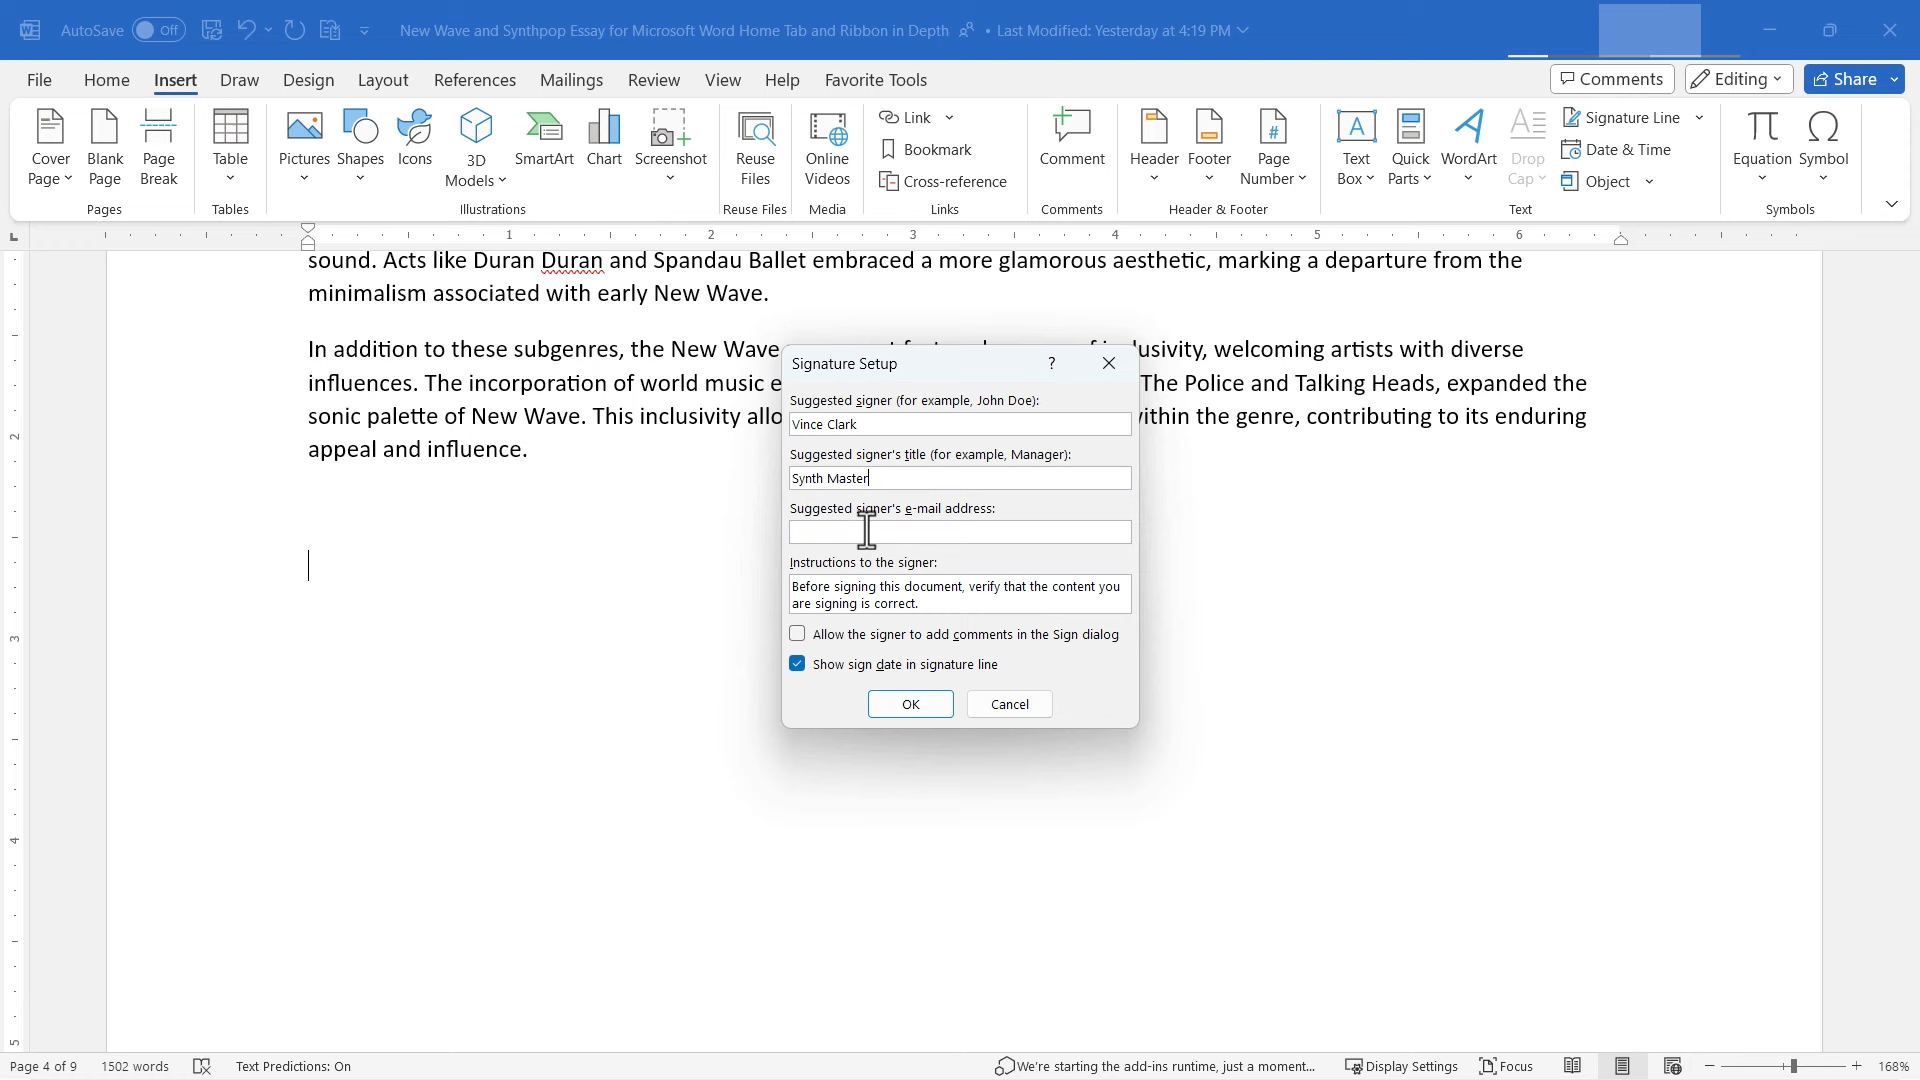 AutoSave Off New Wave and Synthpop Essay for Microsoft Word Home Tab and Ribbon in Depth • Last Modified: Yesterday at 4:19 PM
File Home Insert Draw Design Layout References Mailings Review View Help Favorite Tools Comments Editing Share
Cover Page Blank Page Page Break Table Pictures Shapes Icons 3D Models SmartArt Chart Screenshot Reuse Files Online Videos Link Bookmark Cross-reference Comment Header Footer Page Number Text Box Quick Parts WordArt Drop Cap Signature Line Date & Time Object Equation Symbol
Pages Tables Illustrations Reuse Files Media Links Comments Header & Footer Text Symbols
1 2 3 4 5 6
sound. Acts like Duran Duran and Spandau Ballet embraced a more glamorous aesthetic, marking a departure from the
minimalism associated with early New Wave.
In addition to these subgenres, the New Wave usivity, welcoming artists with diverse
influences. The incorporation of world music e The Police and Talking Heads, expanded the
sonic palette of New Wave. This inclusivity allo ithin the genre, contributing to its enduring
appeal and influence.
Signature Setup ?
Suggested signer (for example, John Doe):
Vince Clark
Suggested signer's title (for example, Manager):
Synth Master
Suggested signer's e-mail address:
Instructions to the signer:
Before signing this document, verify that the content you
are signing is correct.
Allow the signer to add comments in the Sign dialog
Show sign date in signature line
OK Cancel
2
3
4
5
Page 4 of 9 1502 words Text Predictions: On We're starting the add-ins runtime, just a moment... Display Settings Focus 168%